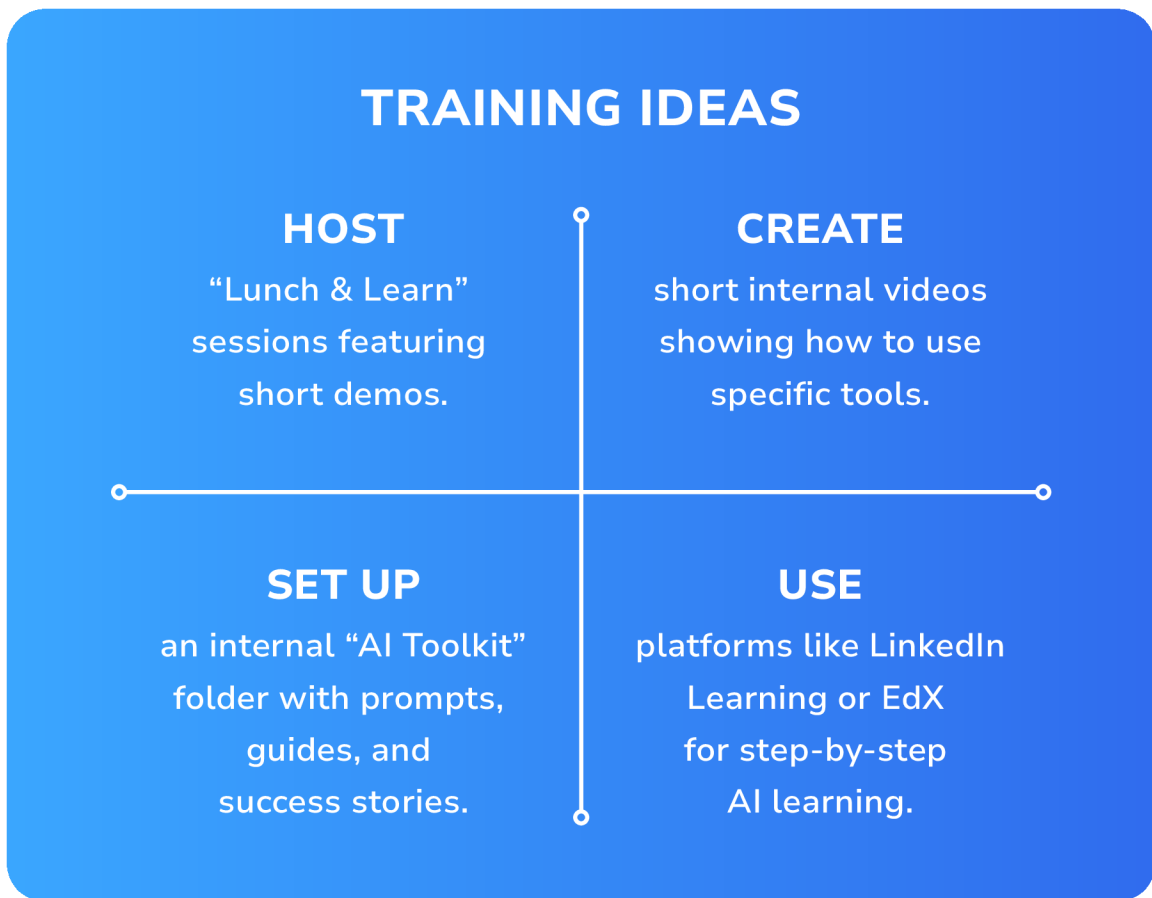 TRAINING IDEAS
HOST
“Lunch & Learn”
sessions featuring
short demos.
CREATE
short internal videos
showing how to use
specific tools.
SET UP
an internal “AI Toolkit”
folder with prompts,
guides, and
success stories.
USE
platforms like LinkedIn
Learning or EdX
for step-by-step
AI learning.